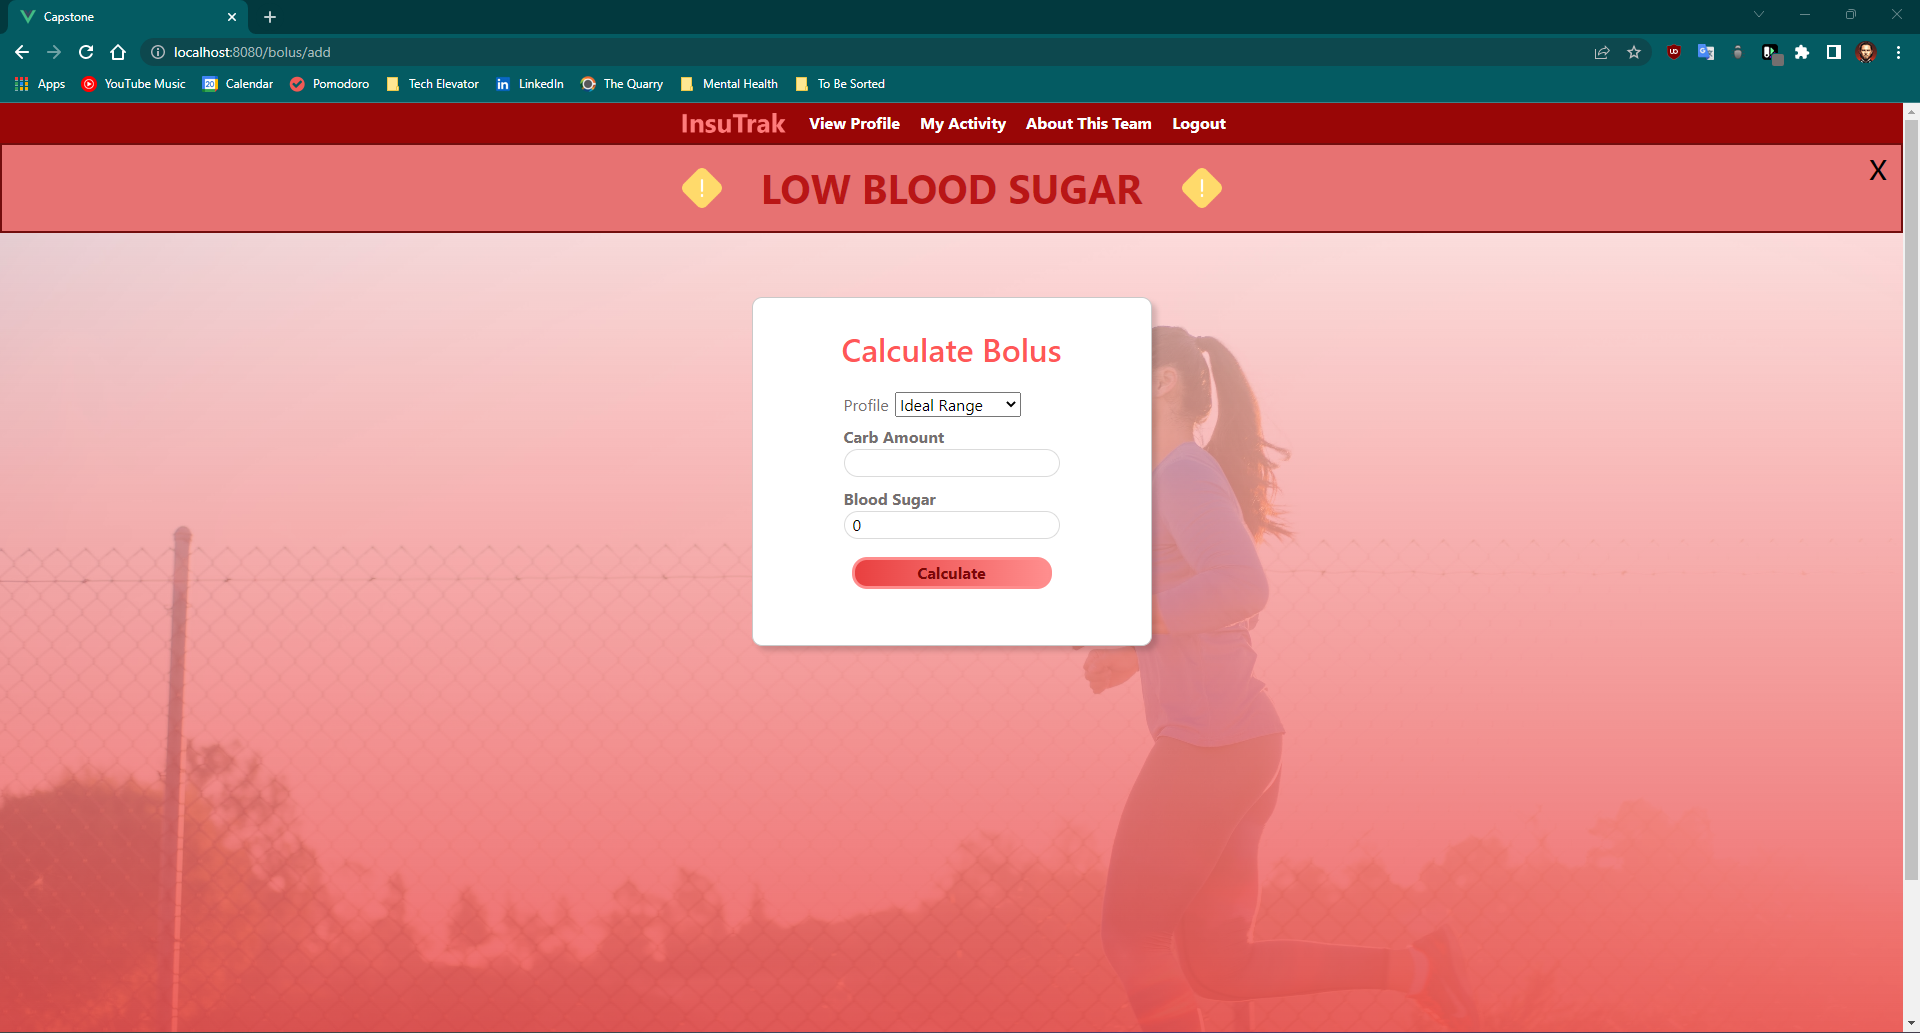 Capstone
localhost:8080/bolus/add
Apps YouTube Music 20 Calendar Pomodoro Tech Elevator in LinkedIn The Quarry Mental Health To Be Sorted
InsuTrak View Profile My Activity About This Team Logout
! LOW BLOOD SUGAR ! X
Calculate Bolus
Profile Ideal Range
Carb Amount
Blood Sugar
0
Calculate